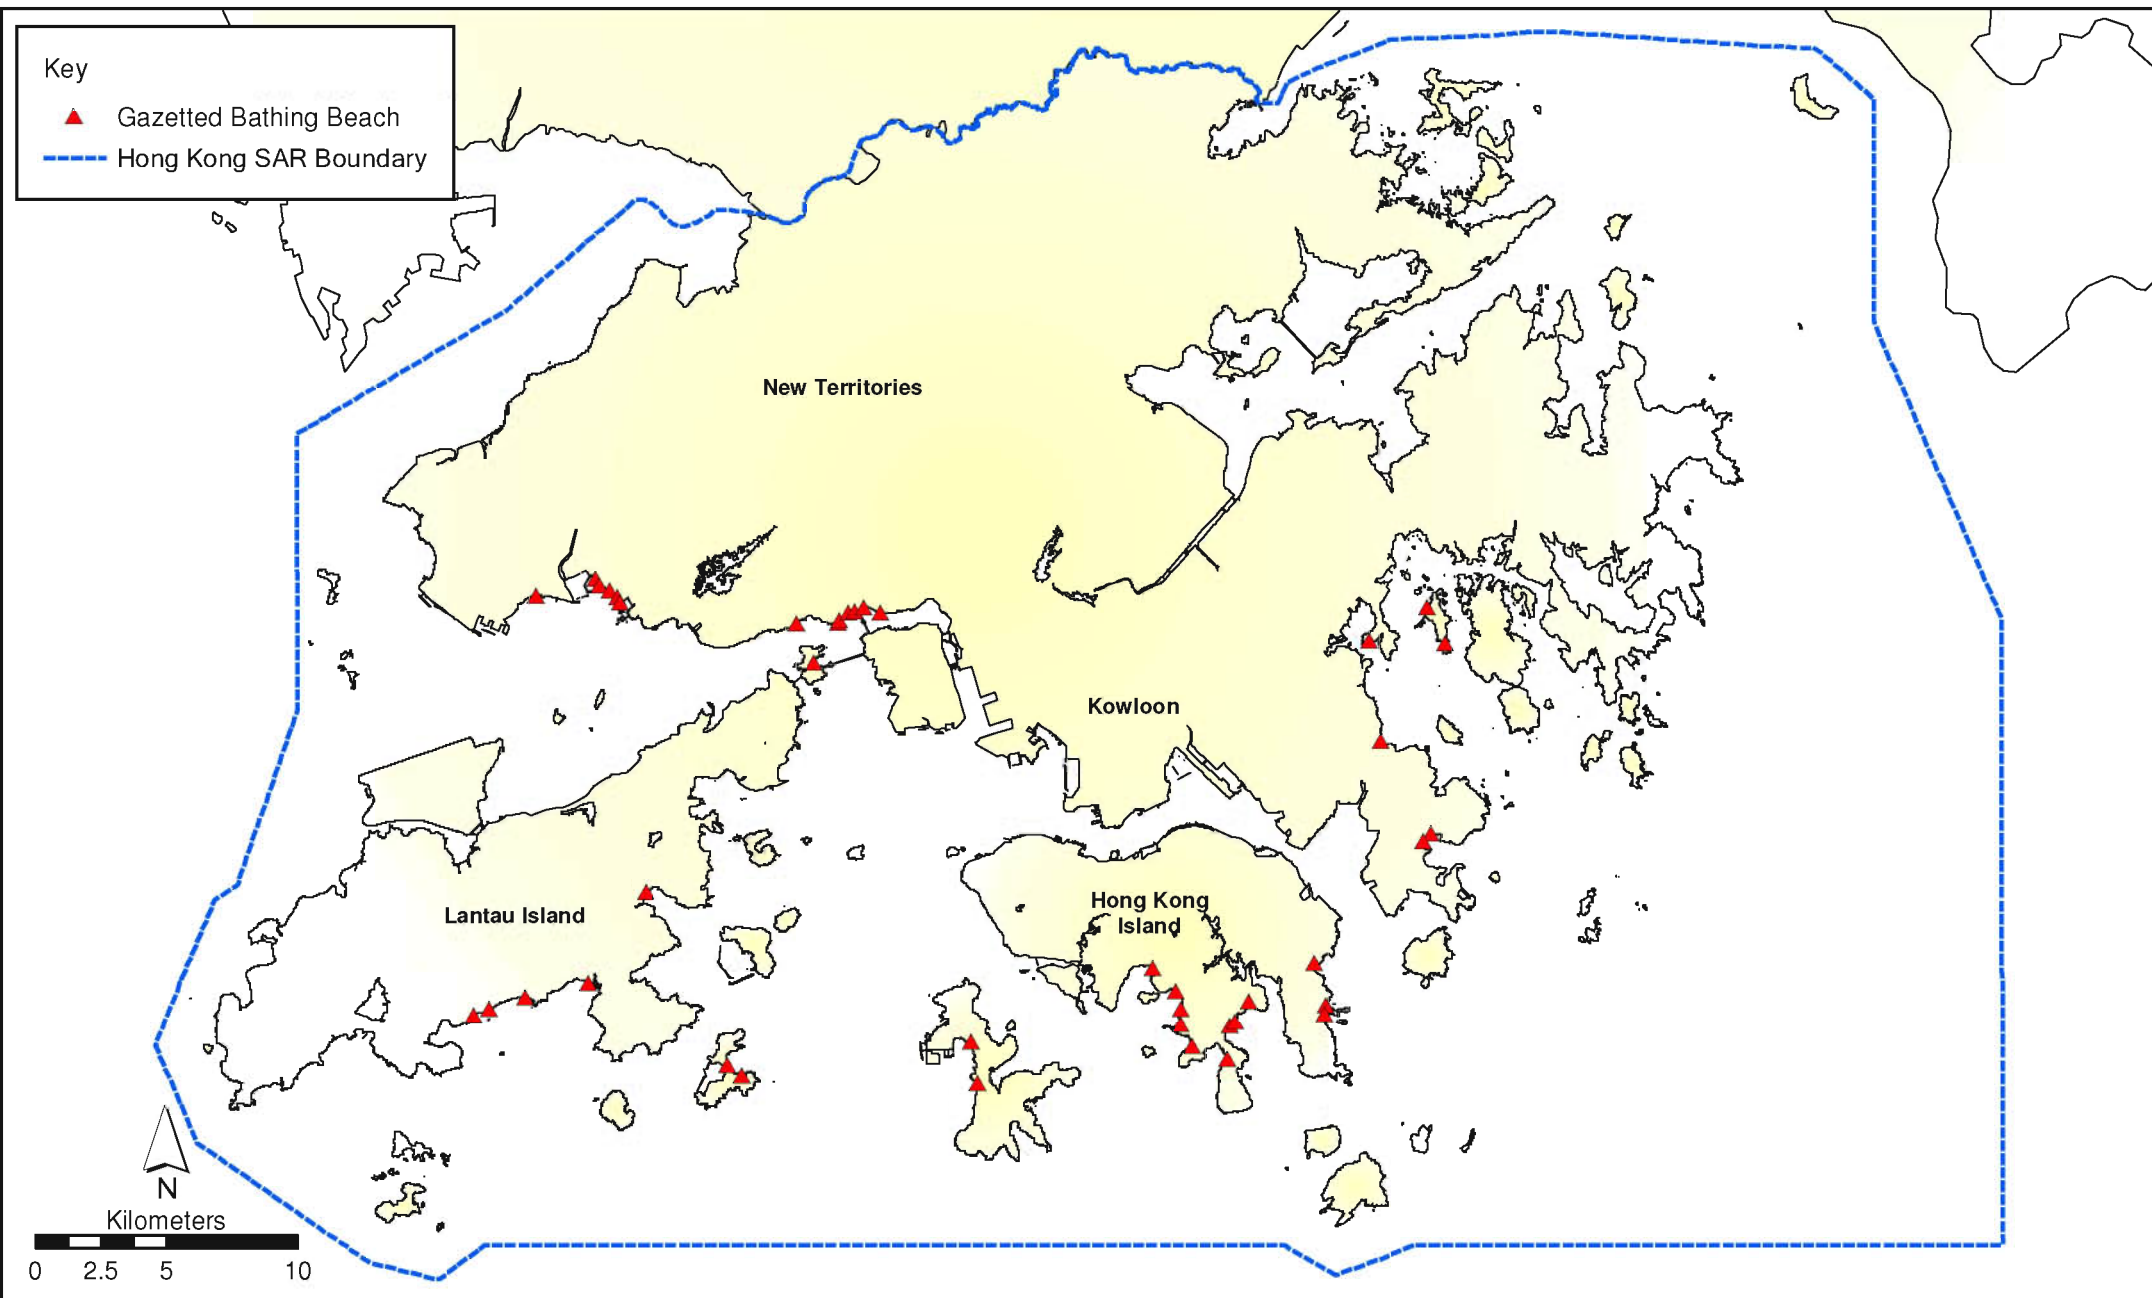 Key
Gazetted Bathing Beach
Hong Kong SAR Boundary
New Territories
Kowloon
Hong Kong
Island
Lantau Island
N
Kilometers
0 2.5 5 10